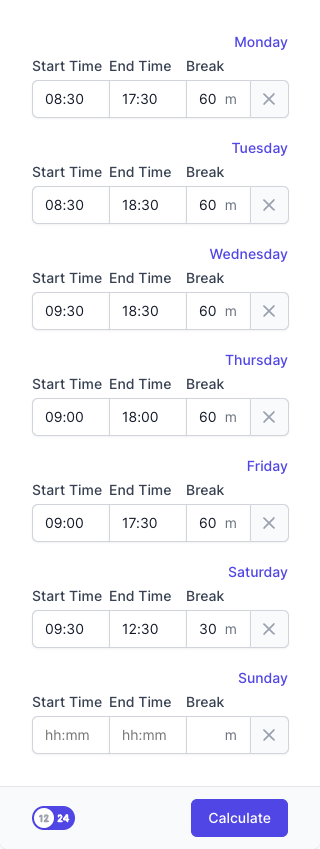 Monday
Start Time End Time Break
08:30 17:30 60 m
Tuesday
Start Time End Time Break
08:30 18:30 60 m
Wednesday
Start Time End Time Break
09:30 18:30 60 m
Thursday
Start Time End Time Break
09:00 18:00 60 m
Friday
Start Time End Time Break
09:00 17:30 60 m
Saturday
Start Time End Time Break
09:30 12:30 30 m
Sunday
Start Time End Time Break
hh:mm hh:mm m
12 24 Calculate